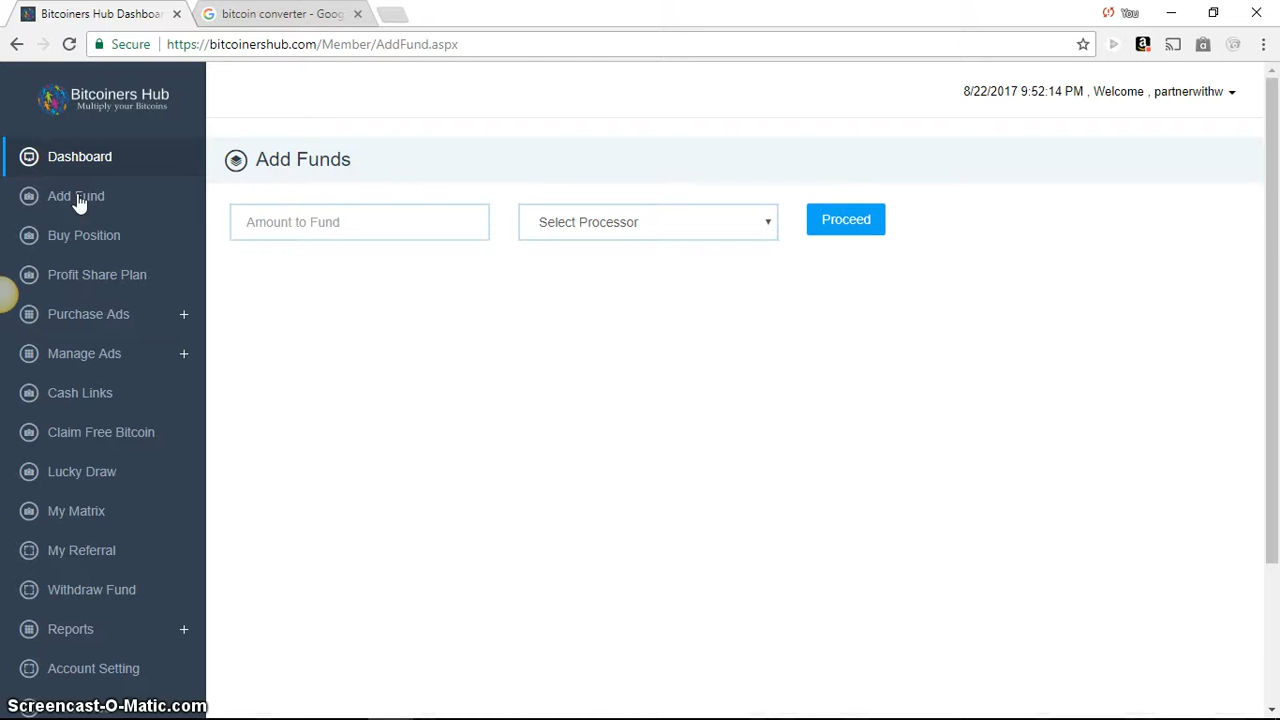 Bitcoiners Hub Dashboa
bitcoin converter - Goog
You
Secure
https://bitcoinershub.com/Member/AddFund.aspx
Bitcoiners Hub
Multiply your Bitcoins
8/22/2017 9:52:14 PM , Welcome , partnerwithw
Dashboard
Add Funds
Add Fund
Amount to Fund
Select Processor
Proceed
Buy Position
Profit Share Plan
Purchase Ads +
Manage Ads +
Cash Links
Claim Free Bitcoin
Lucky Draw
My Matrix
My Referral
Withdraw Fund
Reports +
Account Setting
Screencast-O-Matic.com